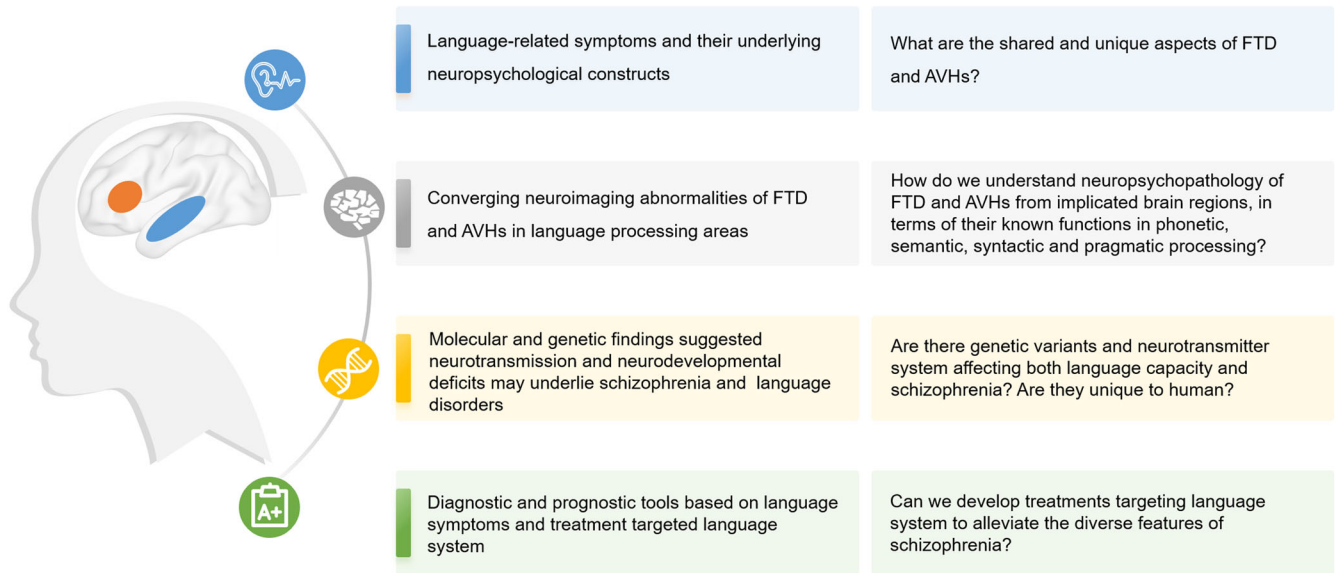 Language-related symptoms and their underlying
neuropsychological constructs
What are the shared and unique aspects of FTD
and AVHs?
Converging neuroimaging abnormalities of FTD
and AVHs in language processing areas
How do we understand neuropsychopathology of
FTD and AVHs from implicated brain regions, in
terms of their known functions in phonetic,
semantic, syntactic and pragmatic processing?
Molecular and genetic findings suggested
neurotransmission and neurodevelopmental
deficits may underlie schizophrenia and language
disorders
Are there genetic variants and neurotransmitter
system affecting both language capacity and
schizophrenia? Are they unique to human?
A+
Diagnostic and prognostic tools based on language
symptoms and treatment targeted language
system
Can we develop treatments targeting language
system to alleviate the diverse features of
schizophrenia?